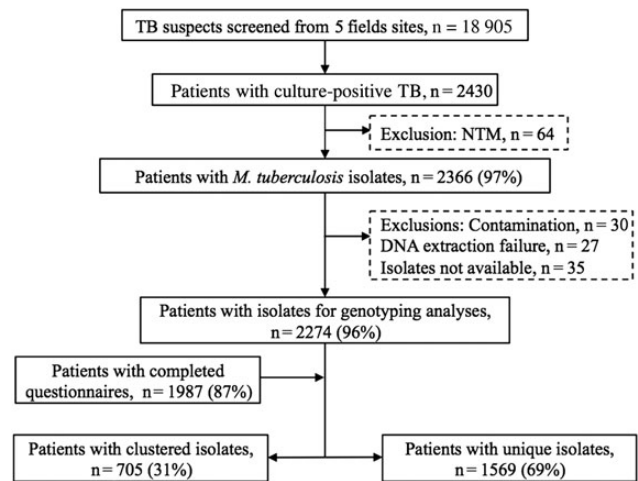 TB suspects screened from 5 fields sites, n = 18 905
Patients with culture-positive TB, n = 2430
Exclusion: NTM, n = 64
Patients with M. tuberculosis isolates, n = 2366 (97%)
Exclusions: Contamination, n = 30
DNA extraction failure, n = 27
Isolates not available, n = 35
Patients with isolates for genotyping analyses,
n = 2274 (96%)
Patients with completed
questionnaires, n = 1987 (87%)
Patients with clustered isolates,
n = 705 (31%)
Patients with unique isolates,
n = 1569 (69%)